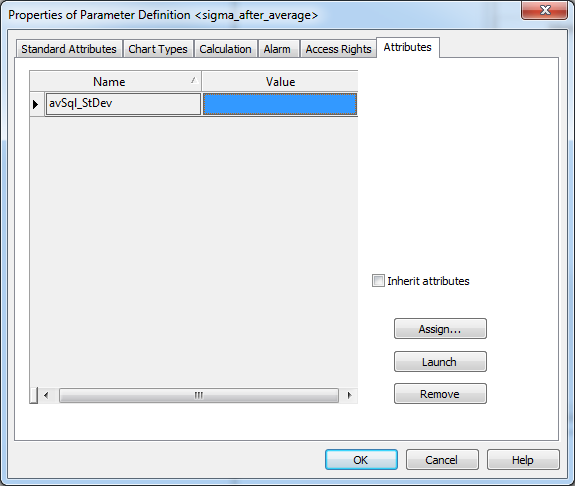 Properties of Parameter Definition <sigma_after_average>
Standard Attributes Chart Types Calculation Alarm Access Rights Attributes
Name Value
avSql_StDev
Inherit attributes
Assign...
Launch
Remove
OK Cancel Help